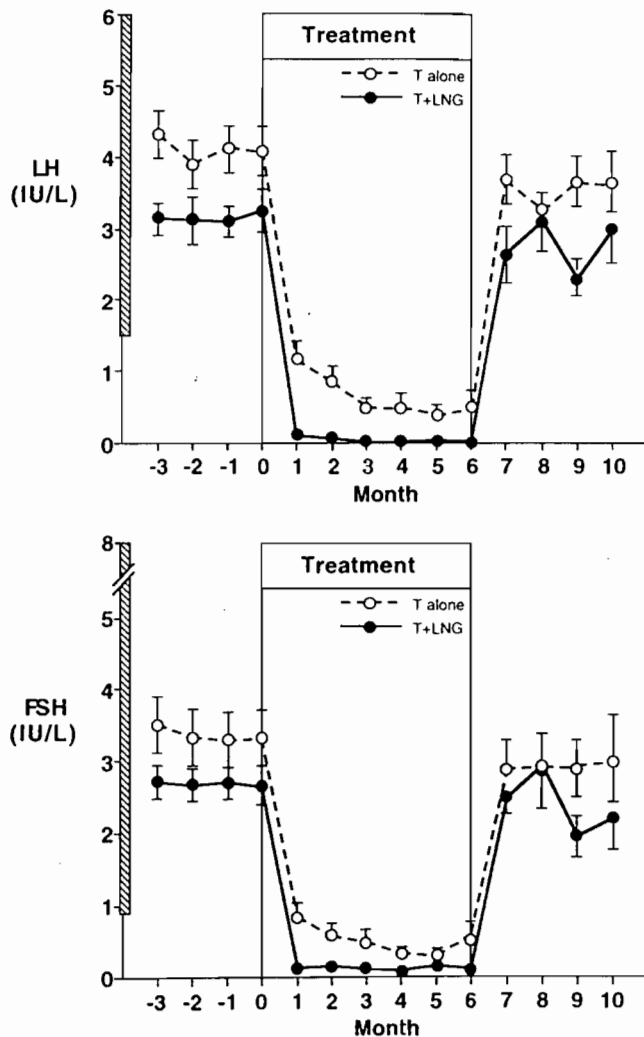 6
Treatment
T alone
T+LNG
5
4
LH
(IU/L)
3
2
1
0
-3 -2 -1 0 1 2 3 4 5 6 7 8 9 10
Month
8
Treatment
T alone
T+LNG
5
4
FSH
(IU/L)
3
2
1
0
-3 -2 -1 0 1 2 3 4 5 6 7 8 9 10
Month